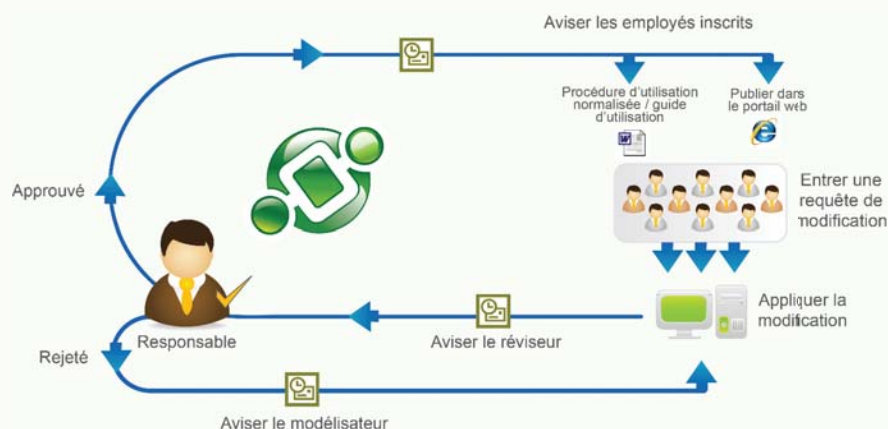 Aviser les employés inscrits
Procédure d'utilisation
normalisée / guide
d'utilisation
Publier dans
le portail web
Approuvé
Entrer une
requête de
modification
Responsable
Aviser le réviseur
Appliquer la
modification
Rejeté
Aviser le modélisateur